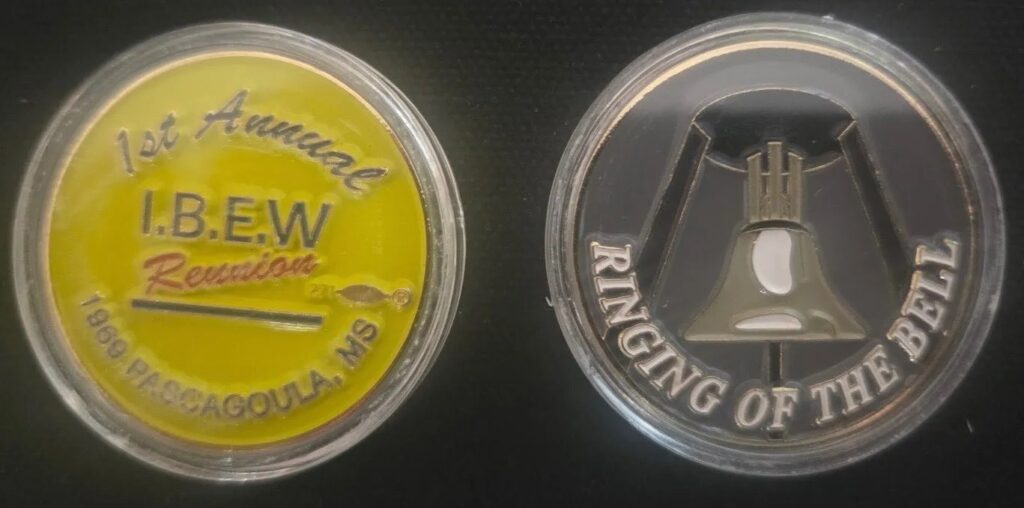 1st Annual
I.B.E.W
Reunion
1969 PASCAGOULA, MS
RINGING OF THE BELL